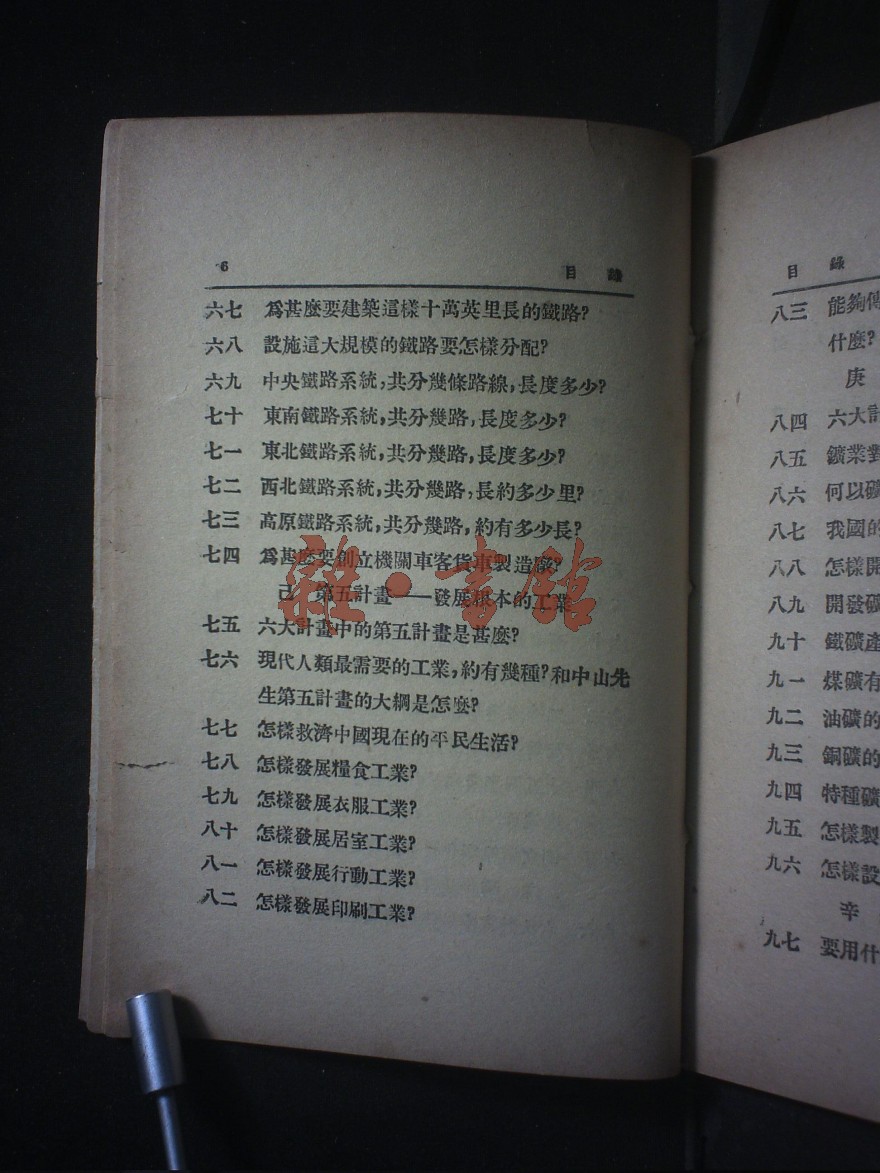 6 目錄
六七 爲甚麼要建築這樣十萬英里長的鐵路?
六八 設施這大規模的鐵路要怎樣分配?
六九 中央鐵路系統,共分幾條路線,長度多少?
七十 東南鐵路系統,共分幾路,長度多少?
七一 東北鐵路系統,共分幾路,長度多少?
七二 西北鐵路系統,共分幾路,長約多少里?
七三 高原鐵路系統,共分幾路,約有多少長?
七四 爲甚麼要創立機關車客貨車製造廠?
己 第五計畫——發展根本的工業
七五 六大計畫中的第五計畫是甚麼?
七六 現代人類最需要的工業,約有幾種?和中山先
生第五計畫的大綱是怎麼?
七七 怎樣救濟中國現在的平民生活?
七八 怎樣發展糧食工業?
七九 怎樣發展衣服工業?
八十 怎樣發展居室工業?
八一 怎樣發展行動工業?
八二 怎樣發展印刷工業?
雜·書館
目錄
八三 能夠傳
什麼?
庚
八四 六大計
八五 鑛業對
八六 何以礦
八七 我國的
八八 怎樣開
八九 開發礦
九十 鐵礦產
九一 煤礦有
九二 油礦的
九三 銅礦的
九四 特種礦
九五 怎樣製
九六 怎樣設
辛
九七 要用什